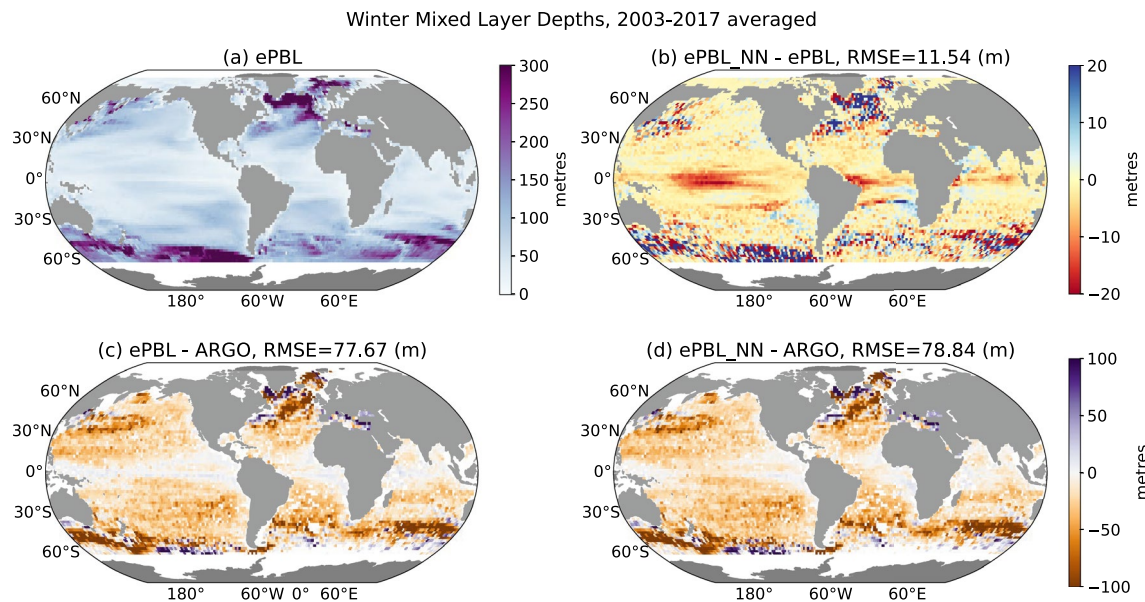 Winter Mixed Layer Depths, 2003-2017 averaged
(a) ePBL
60°N
30°N
0°
30°S
60°S
180°
60°W
60°E
300
250
200
150
100
50
0
metres
(b) ePBL_NN - ePBL, RMSE=11.54 (m)
60°N
30°N
0°
30°S
60°S
180°
60°W
60°E
20
10
0
−10
−20
metres
(c) ePBL - ARGO, RMSE=77.67 (m)
60°N
30°N
0°
30°S
60°S
180°
60°W
0°
60°E
(d) ePBL_NN - ARGO, RMSE=78.84 (m)
60°N
30°N
0°
30°S
60°S
180°
60°W
60°E
100
50
0
−50
−100
metres